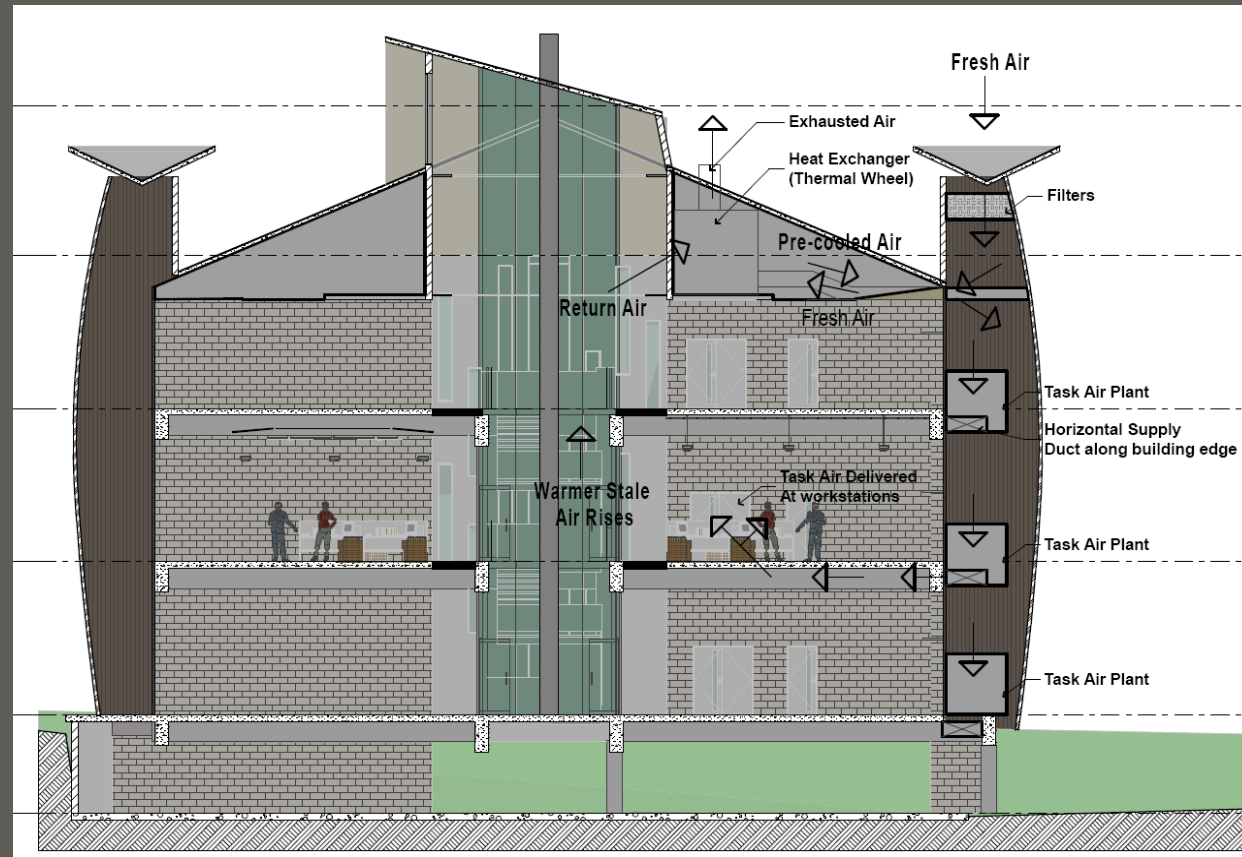 Fresh Air
Exhausted Air
Heat Exchanger
(Thermal Wheel)
Filters
Pre-cooled Air
Return Air
Fresh Air
Task Air Plant
Horizontal Supply
Duct along building edge
Task Air Delivered
At workstations
Warmer Stale
Air Rises
Task Air Plant
Task Air Plant